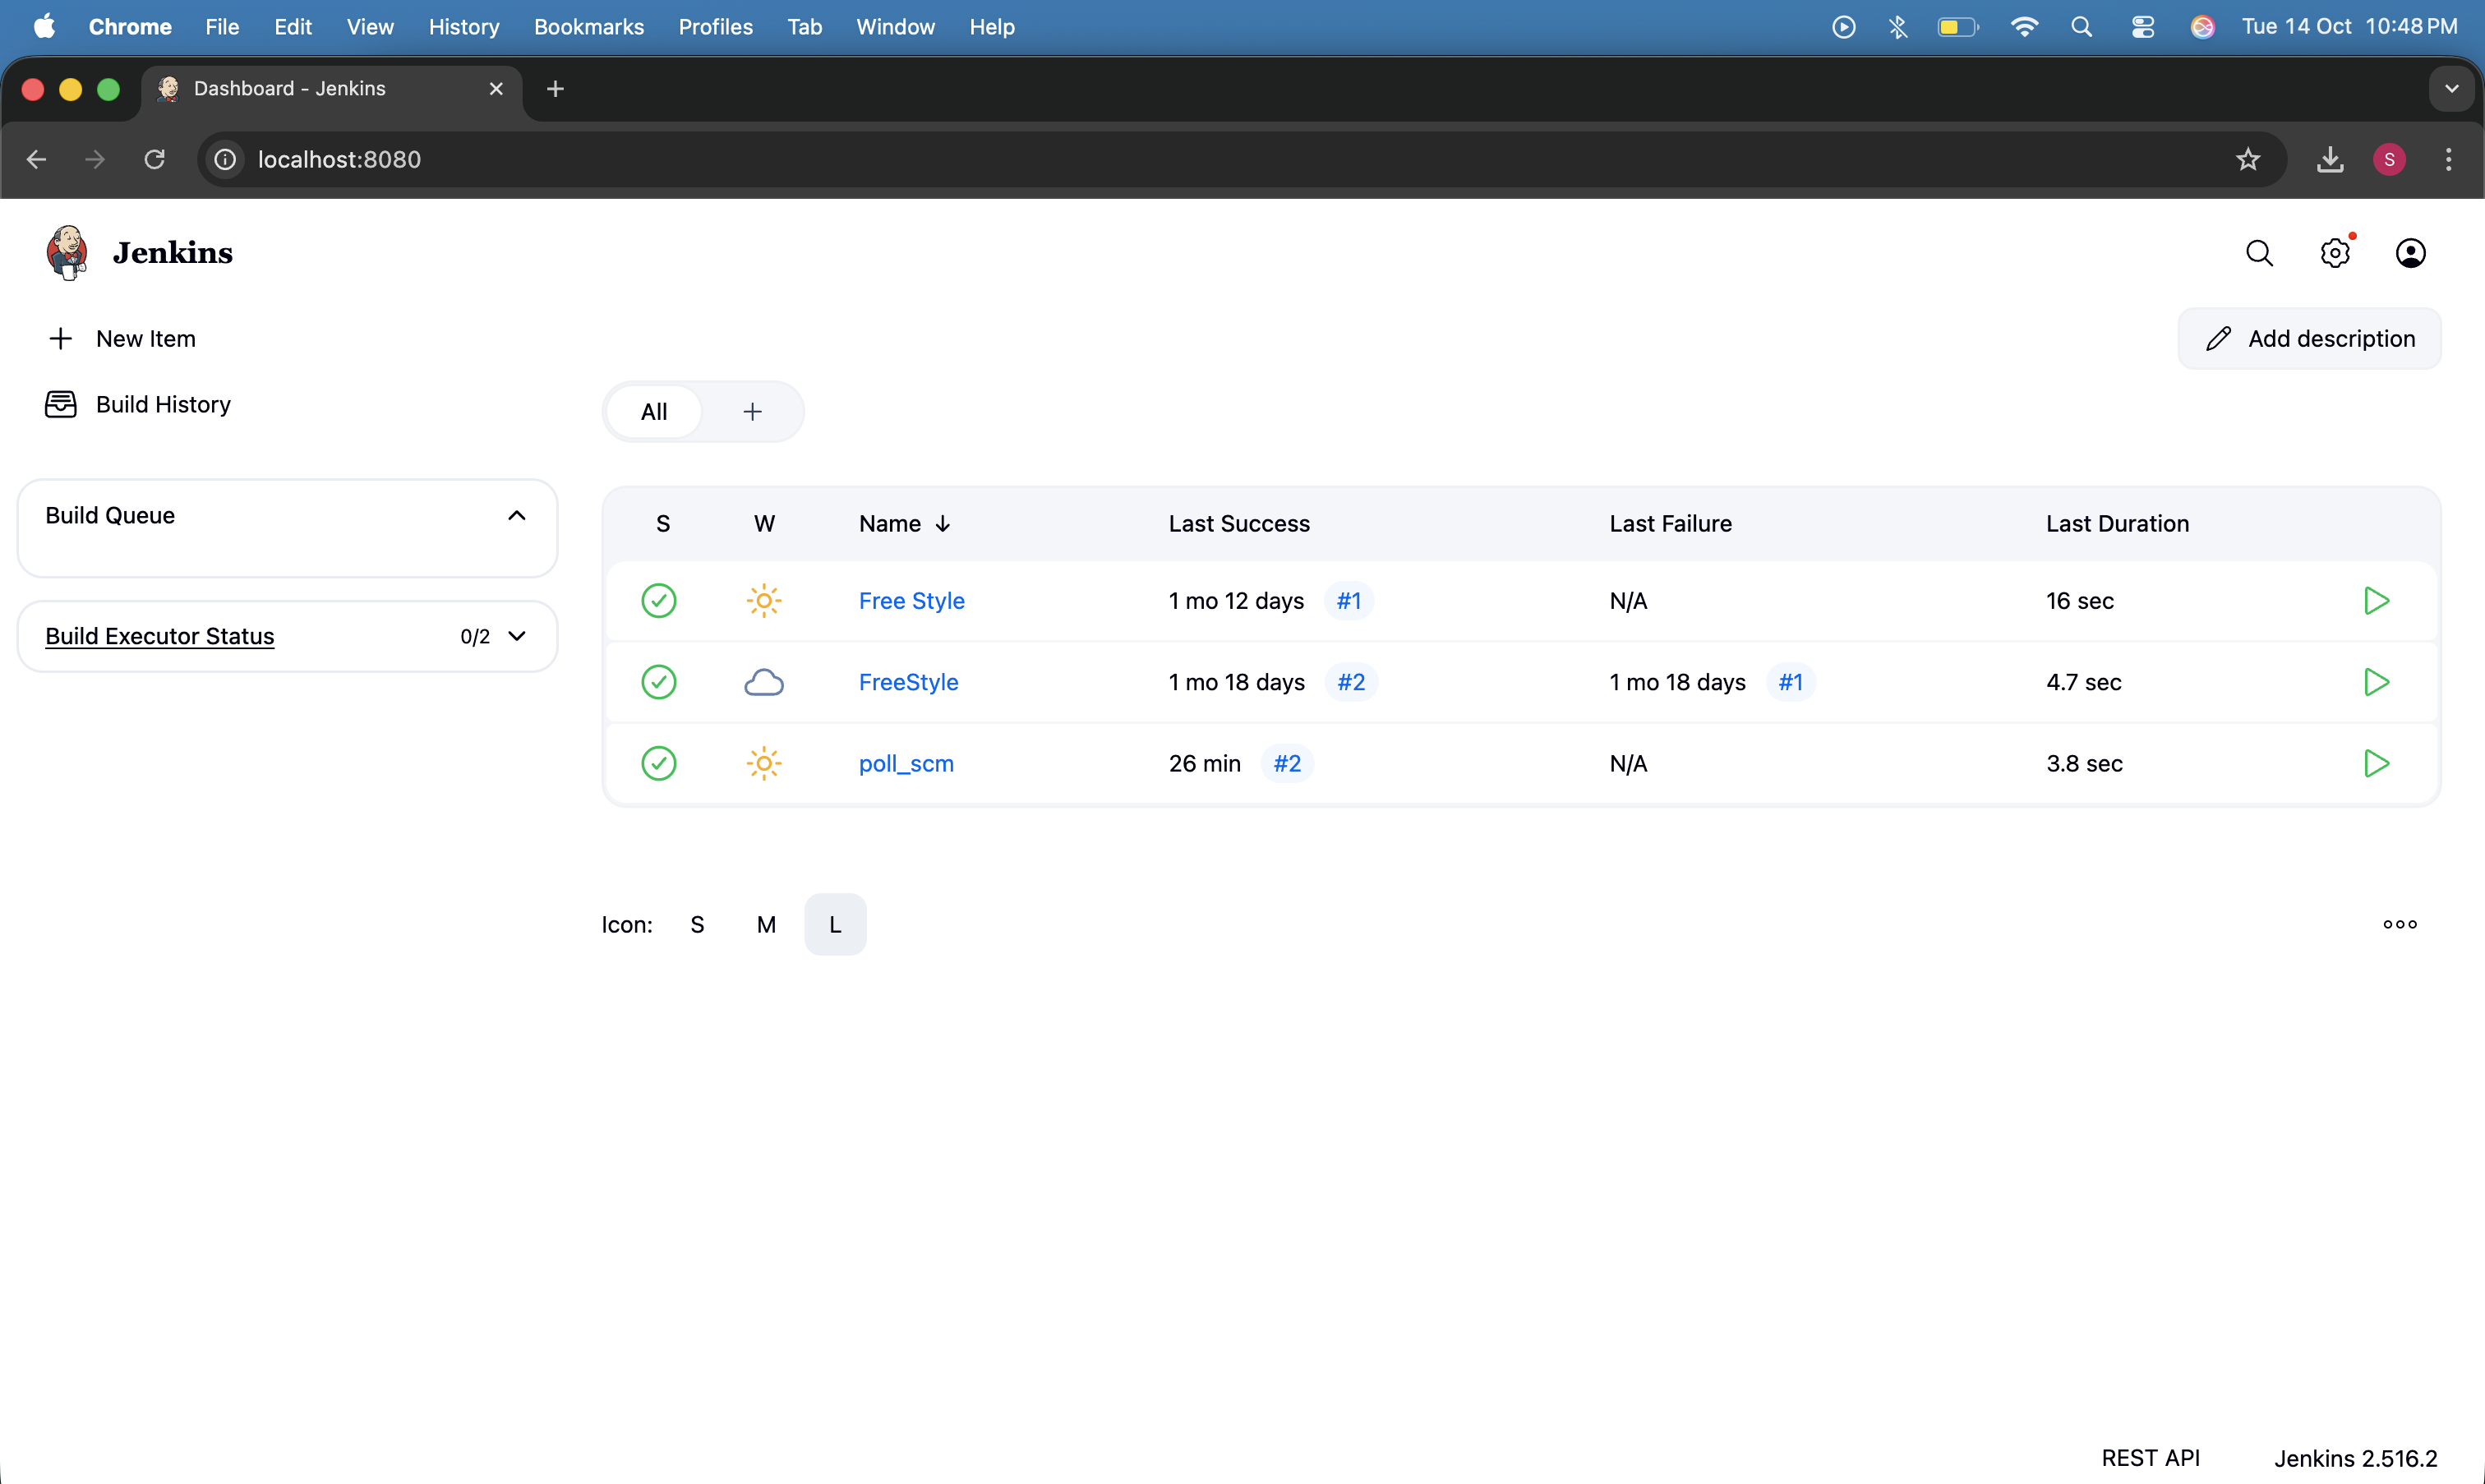 Chrome File Edit View History Bookmarks Profiles Tab Window Help Tue 14 Oct 10:48 PM
Dashboard - Jenkins
localhost:8080 S
Jenkins
New Item
Add description
Build History
All
Build Queue
Build Executor Status 0/2
S W Name Last Success Last Failure Last Duration
Free Style 1 mo 12 days #1 N/A 16 sec
FreeStyle 1 mo 18 days #2 1 mo 18 days #1 4.7 sec
poll_scm 26 min #2 N/A 3.8 sec
Icon: S M L
REST API Jenkins 2.516.2